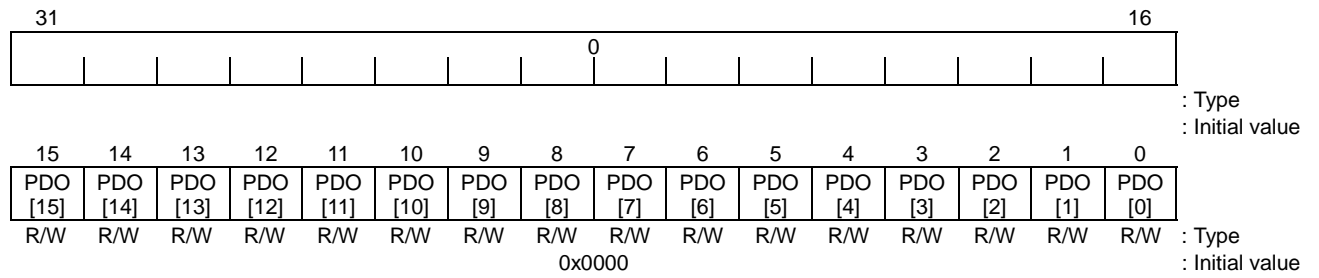 31 16
0
: Type
: Initial value
15 14 13 12 11 10 9 8 7 6 5 4 3 2 1 0
PDO PDO PDO PDO PDO PDO PDO PDO PDO PDO PDO PDO PDO PDO PDO PDO
[15] [14] [13] [12] [11] [10] [9] [8] [7] [6] [5] [4] [3] [2] [1] [0]
R/W R/W R/W R/W R/W R/W R/W R/W R/W R/W R/W R/W R/W R/W R/W R/W : Type
0x0000 : Initial value